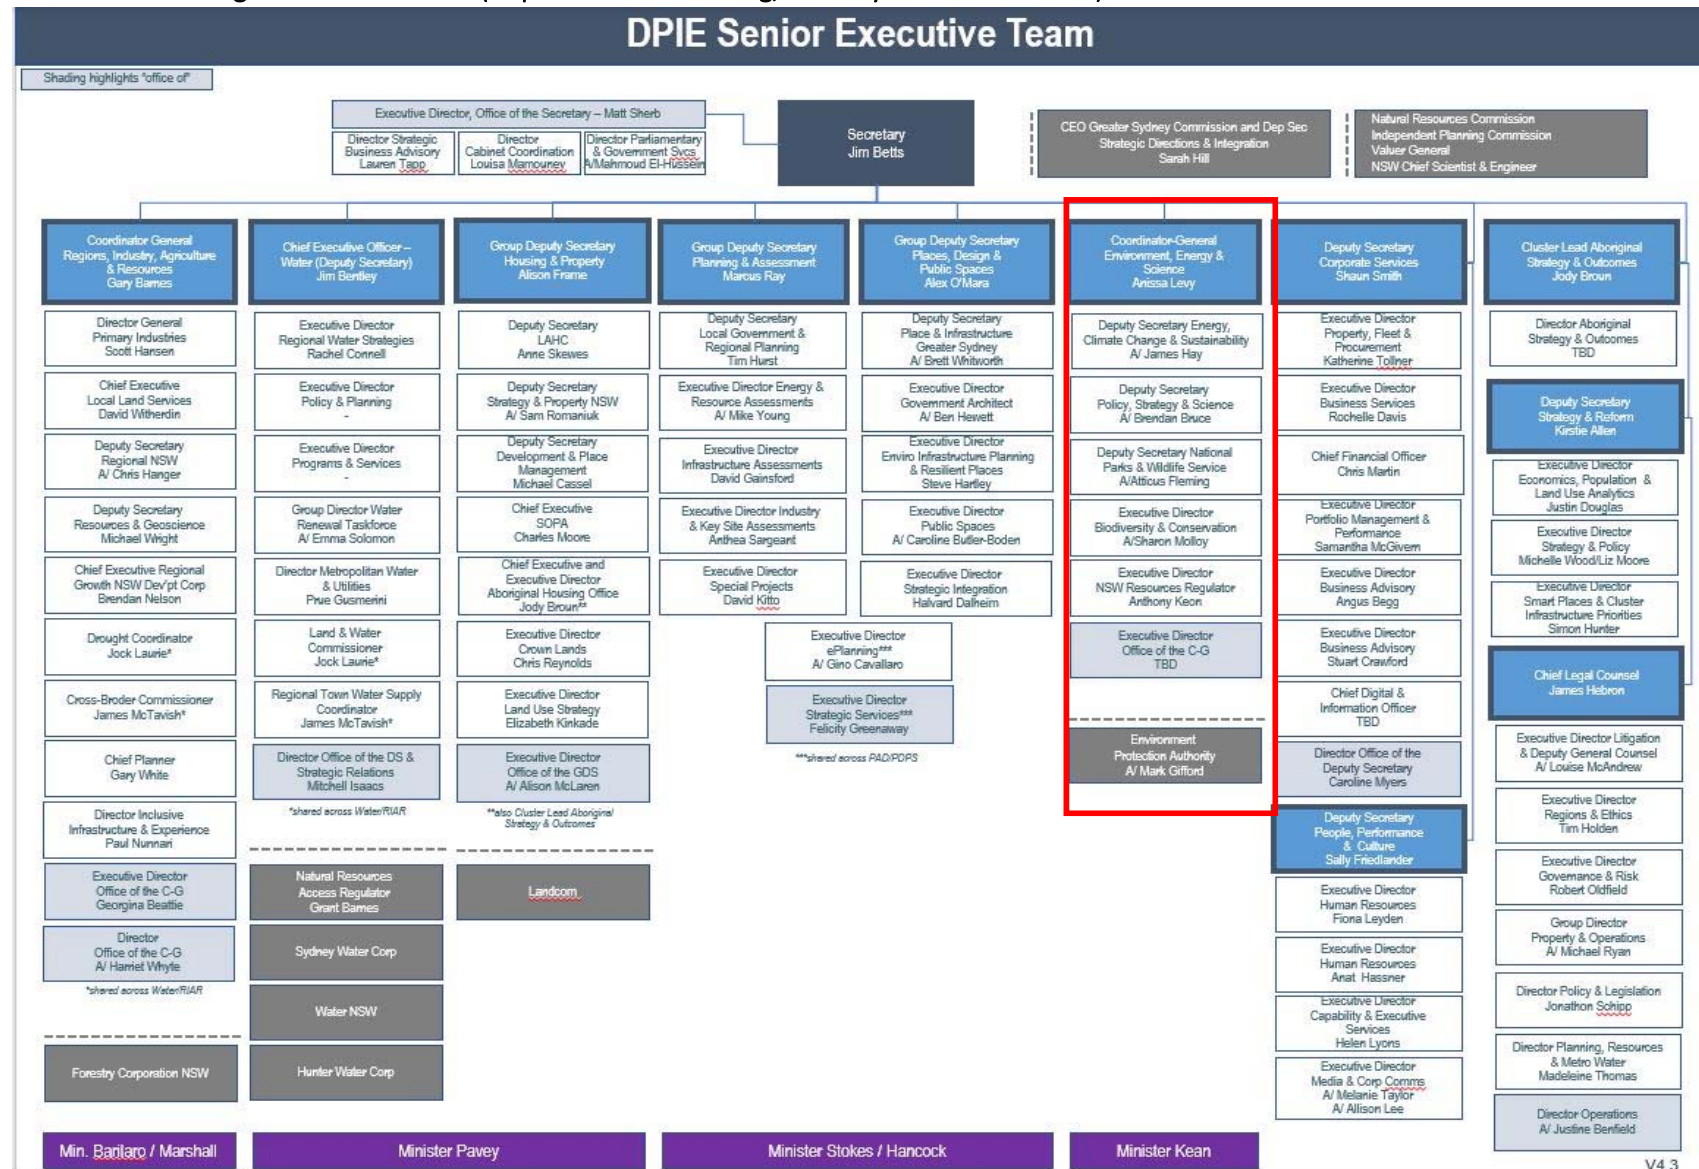 DPIE Senior Executive Team
Shading highlights "office of"
Executive Director, Office of the Secretary – Matt Sherb
Director Strategic
Business Advisory
Lauren Tapp
Director
Cabinet Coordination
Louisa Mamouney
Director Parliamentary
& Government Svcs
A/Mahmoud El-Hussein
Secretary
Jim Betts
CEO Greater Sydney Commission and Dep Sec
Strategic Directions & Integration
Sarah Hill
Natural Resources Commission
Independent Planning Commission
Valuer General
NSW Chief Scientist & Engineer
Coordinator General
Regions, Industry, Agriculture
& Resources
Gary Barnes
Director General
Primary Industries
Scott Hansen
Chief Executive
Local Land Services
David Witherdin
Deputy Secretary
Regional NSW
A/ Chris Hanger
Deputy Secretary
Resources & Geoscience
Michael Wright
Chief Executive Regional
Growth NSW Dev'pt Corp
Brendan Nelson
Drought Coordinator
Jock Laurie*
Cross-Broder Commissioner
James McTavish*
Chief Planner
Gary White
Director Inclusive
Infrastructure & Experience
Paul Nunnari
Executive Director
Office of the C-G
Georgina Beattie
Director
Office of the C-G
A/ Harriet Whyte
*shared across Water/RIAR
Forestry Corporation NSW
Min. Barilaro / Marshall
Chief Executive Officer –
Water (Deputy Secretary)
Jim Bentley
Executive Director
Regional Water Strategies
Rachel Connell
Executive Director
Policy & Planning
-
Executive Director
Programs & Services
-
Group Director Water
Renewal Taskforce
A/ Emma Solomon
Director Metropolitan Water
& Utilities
Prue Gusmerini
Land & Water
Commissioner
Jock Laurie*
Regional Town Water Supply
Coordinator
James McTavish*
Director Office of the DS &
Strategic Relations
Mitchell Isaacs
*shared across Water/RIAR
Natural Resources
Access Regulator
Grant Barnes
Sydney Water Corp
Water NSW
Hunter Water Corp
Group Deputy Secretary
Housing & Property
Alison Frame
Deputy Secretary
LAHC
Anne Skewes
Deputy Secretary
Strategy & Property NSW
A/ Sam Romaniuk
Deputy Secretary
Development & Place
Management
Michael Cassel
Chief Executive
SOPA
Charles Moore
Chief Executive and
Executive Director
Aboriginal Housing Office
Jody Broun**
Executive Director
Crown Lands
Chris Reynolds
Executive Director
Land Use Strategy
Elizabeth Kinkade
Executive Director
Office of the GDS
A/ Alison McLaren
**also Cluster Lead Aboriginal
Strategy & Outcomes
Landcom
Minister Pavey
Group Deputy Secretary
Planning & Assessment
Marcus Ray
Deputy Secretary
Local Government &
Regional Planning
Tim Hurst
Executive Director Energy &
Resource Assessments
A/ Mike Young
Executive Director
Infrastructure Assessments
David Gainsford
Executive Director Industry
& Key Site Assessments
Anthea Sargeant
Executive Director
Special Projects
David Kitto
Group Deputy Secretary
Places, Design &
Public Spaces
Alex O'Mara
Deputy Secretary
Place & Infrastructure
Greater Sydney
A/ Brett Whitworth
Executive Director
Government Architect
A/ Ben Hewett
Executive Director
Enviro Infrastructure Planning
& Resilient Places
Steve Hartley
Executive Director
Public Spaces
A/ Caroline Butler-Boden
Executive Director
Strategic Integration
Halvard Dalheim
Executive Director
ePlanning***
A/ Gino Cavallaro
Executive Director
Strategic Services***
Felicity Greenaway
***shared across PAD/PDPS
Minister Stokes / Hancock
Coordinator-General
Environment, Energy &
Science
Anissa Levy
Deputy Secretary Energy,
Climate Change & Sustainability
A/ James Hay
Deputy Secretary
Policy, Strategy & Science
A/ Brendan Bruce
Deputy Secretary National
Parks & Wildlife Service
A/Atticus Fleming
Executive Director
Biodiversity & Conservation
A/Sharon Molloy
Executive Director
NSW Resources Regulator
Anthony Keon
Executive Director
Office of the C-G
TBD
Environment
Protection Authority
A/ Mark Gifford
Minister Kean
Deputy Secretary
Corporate Services
Shaun Smith
Executive Director
Property, Fleet &
Procurement
Katherine Tollner
Executive Director
Business Services
Rochelle Davis
Chief Financial Officer
Chris Martin
Executive Director
Portfolio Management &
Performance
Samantha McGivern
Executive Director
Business Advisory
Angus Begg
Executive Director
Business Advisory
Stuart Crawford
Chief Digital &
Information Officer
TBD
Director Office of the
Deputy Secretary
Caroline Myers
Deputy Secretary
People, Performance
& Culture
Sally Friedlander
Executive Director
Human Resources
Fiona Leyden
Executive Director
Human Resources
Anat Hassner
Executive Director
Capability & Executive
Services
Helen Lyons
Executive Director
Media & Corp Comms
A/ Melanie Taylor
A/ Allison Lee
Cluster Lead Aboriginal
Strategy & Outcomes
Jody Broun
Director Aboriginal
Strategy & Outcomes
TBD
Deputy Secretary
Strategy & Reform
Kirstie Allen
Executive Director
Economics, Population &
Land Use Analytics
Justin Douglas
Executive Director
Strategy & Policy
Michelle Wood/Liz Moore
Executive Director
Smart Places & Cluster
Infrastructure Priorities
Simon Hunter
Chief Legal Counsel
James Hebron
Executive Director Litigation
& Deputy General Counsel
A/ Louise McAndrew
Executive Director
Regions & Ethics
Tim Holden
Executive Director
Governance & Risk
Robert Oldfield
Group Director
Property & Operations
A/ Michael Ryan
Director Policy & Legislation
Jonathon Schipp
Director Planning, Resources
& Metro Water
Madeleine Thomas
Director Operations
A/ Justine Benfield
V4.3